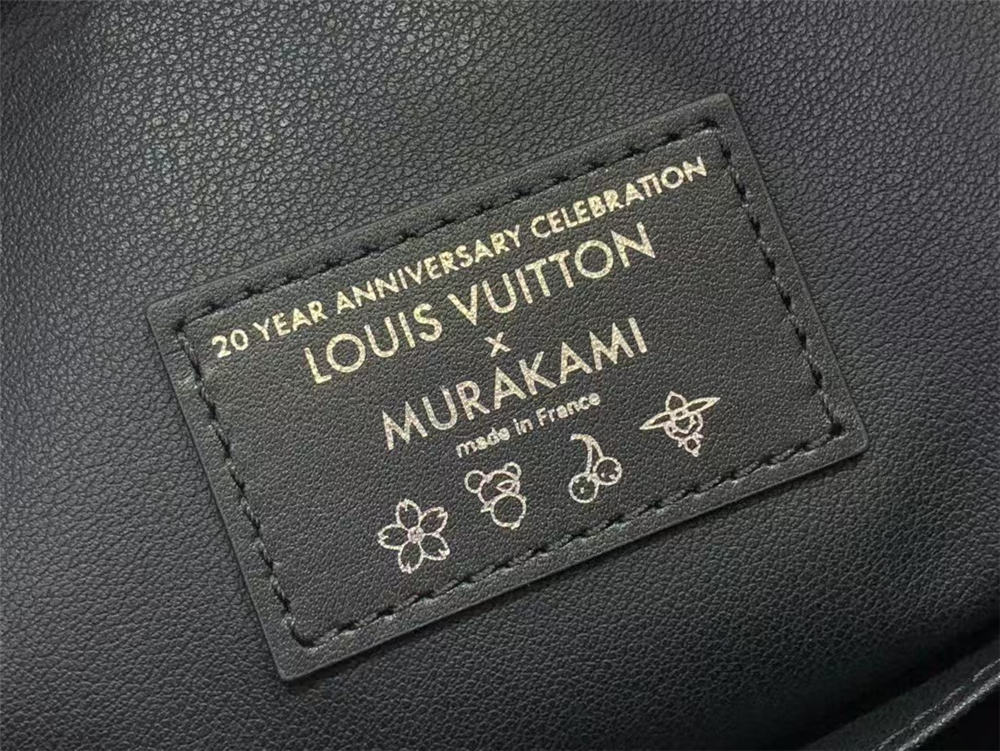 20 YEAR ANNIVERSARY CELEBRATION
LOUIS VUITTON
x
MURAKAMI
made in France